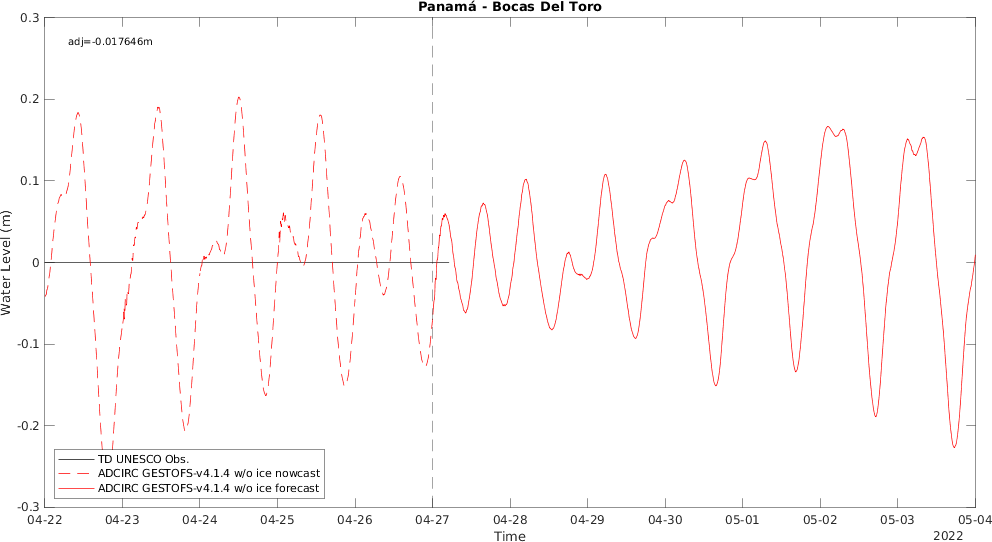 Panamá - Bocas Del Toro
adj=-0.017646m
0.3
0.2
0.1
0
-0.1
-0.2
-0.3
Water Level (m)
TD UNESCO Obs.
ADCIRC GESTOFS-v4.1.4 w/o ice nowcast
ADCIRC GESTOFS-v4.1.4 w/o ice forecast
04-22 04-23 04-24 04-25 04-26 04-27 04-28 04-29 04-30 05-01 05-02 05-03 05-04
Time
2022